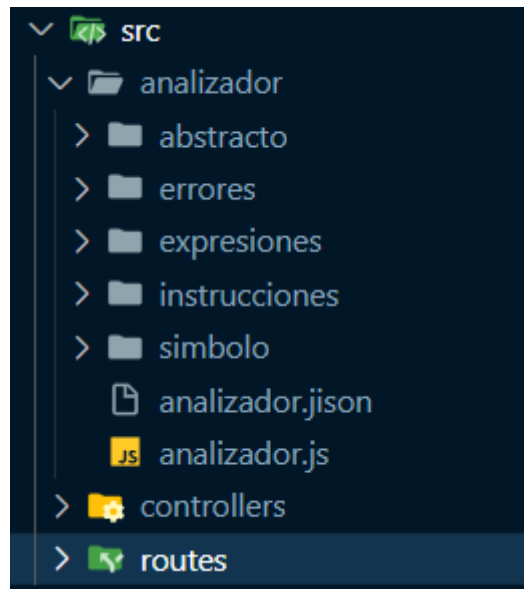 src
analizador
abstracto
errores
expresiones
instrucciones
simbolo
analizador.jison
JS analizador.js
controllers
routes